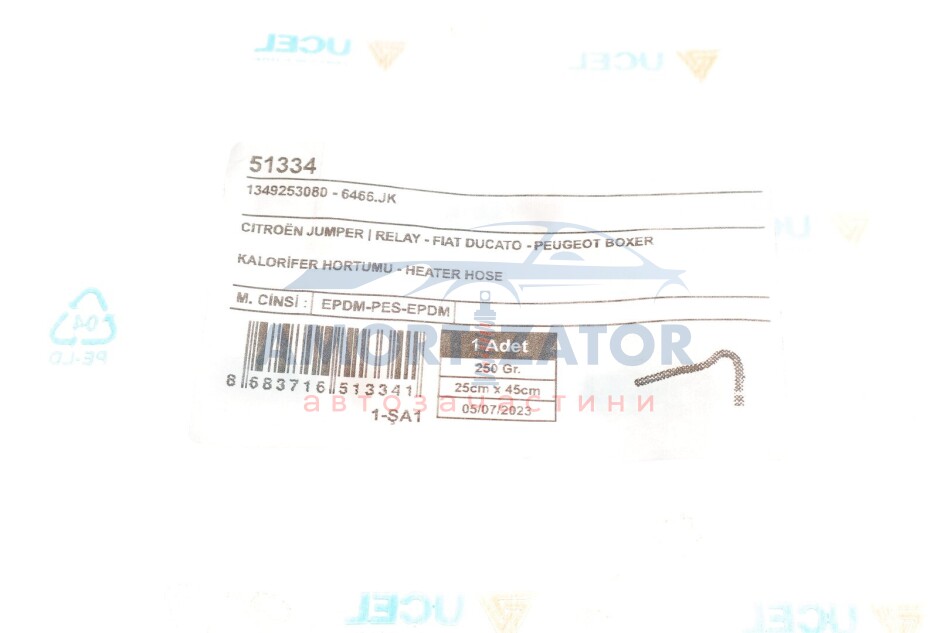 UCEL
UCEL
51334
1349253080 - 6466.JK
CITROËN JUMPER | RELAY - FIAT DUCATO - PEUGEOT BOXER
KALORİFER HORTUMU - HEATER HOSE
M. CİNSİ : EPDM-PES-EPDM
AMORTIZATOR
автозапчастини
1 Adet
250 Gr.
25cm x 45cm
05/07/2023
8 683716 513341
1-ŞA1
04
PE-LD
UCEL
UCEL